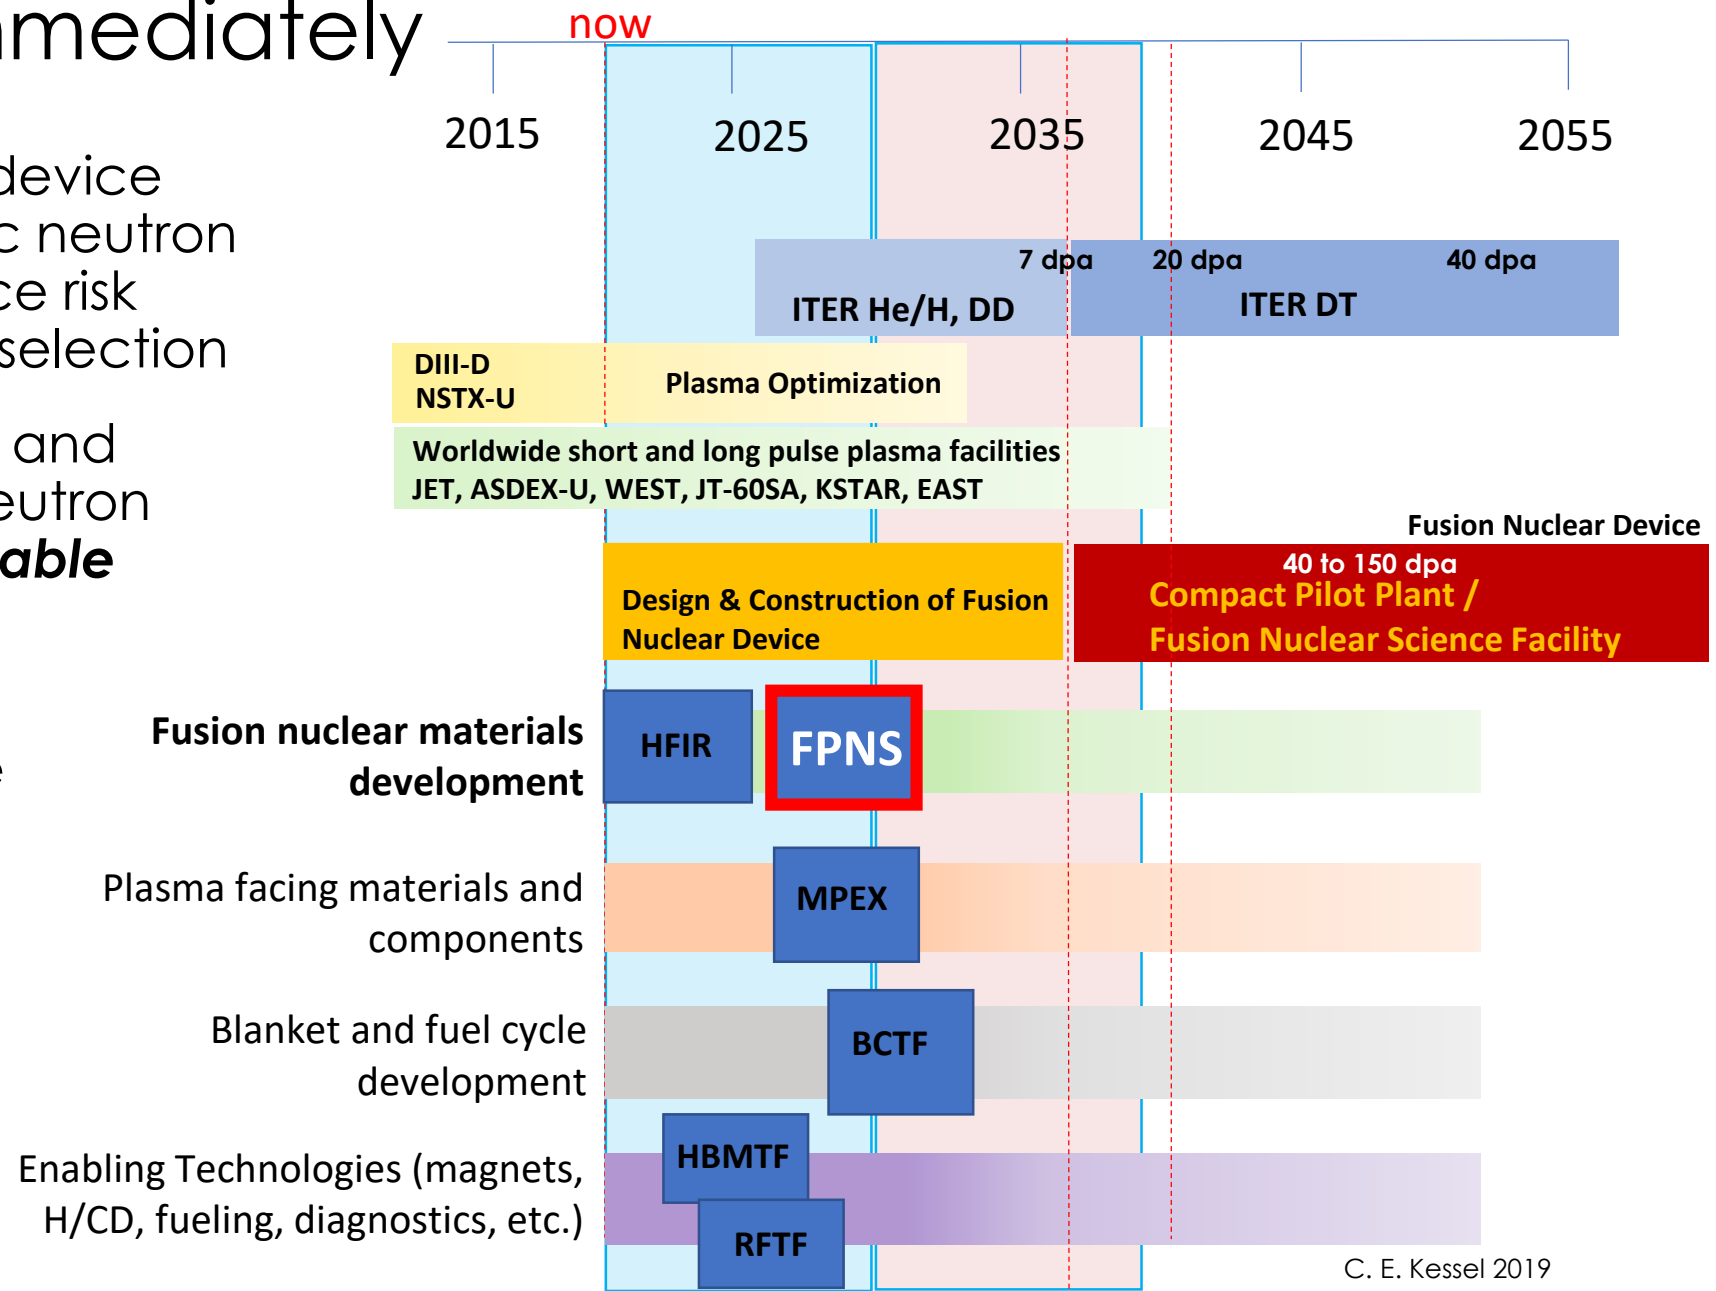 mmediately
now
2015
2025
2035
2045
2055
device
c neutron
ce risk
selection
and
eutron
able
e
7 dpa
20 dpa
40 dpa
ITER He/H, DD
ITER DT
DIII-D
NSTX-U
Plasma Optimization
Worldwide short and long pulse plasma facilities
JET, ASDEX-U, WEST, JT-60SA, KSTAR, EAST
Fusion Nuclear Device
Design & Construction of Fusion
Nuclear Device
40 to 150 dpa
Compact Pilot Plant /
Fusion Nuclear Science Facility
Fusion nuclear materials
development
HFIR
FPNS
Plasma facing materials and
components
MPEX
Blanket and fuel cycle
development
BCTF
Enabling Technologies (magnets,
H/CD, fueling, diagnostics, etc.)
HBMTF
RFTF
C. E. Kessel 2019